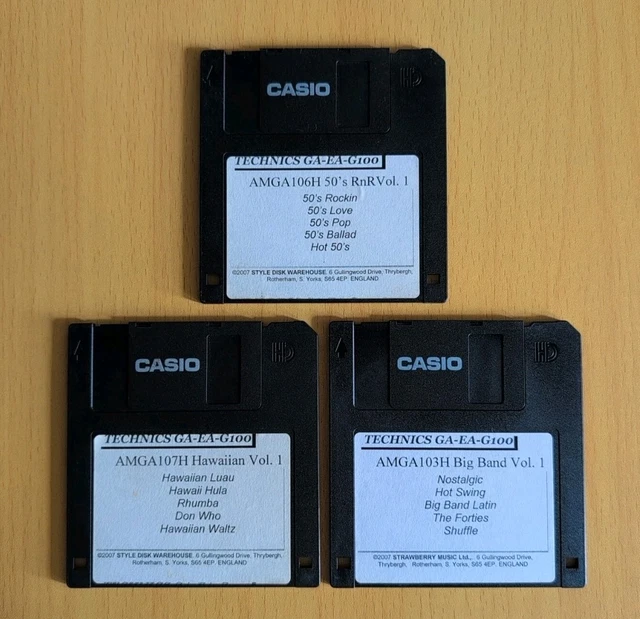 CASIO
HD
TECHNICS GA-EA-G100
AMGA106H 50's RnRVol. 1
50's Rockin
50's Love
50's Pop
50's Ballad
Hot 50's
©2007 STYLE DISK WAREHOUSE. 6 Gullingwood Drive, Thrybergh,
Rotherham, S. Yorks, S65 4EP. ENGLAND
CASIO
HD
TECHNICS GA-EA-G100
AMGA107H Hawaiian Vol. 1
Hawaiian Luau
Hawaii Hula
Rhumba
Don Who
Hawaiian Waltz
©2007 STYLE DISK WAREHOUSE. 6 Gullingwood Drive, Thrybergh,
Rotherham, S. Yorks, S65 4EP. ENGLAND
CASIO
HD
TECHNICS GA-EA-G100
AMGA103H Big Band Vol. 1
Nostalgic
Hot Swing
Big Band Latin
The Forties
Shuffle
©2007 STRAWBERRY MUSIC Ltd,. 6 Gullingwood Drive,
Thrybergh, Rotherham, S. Yorks, S65 4EP ENGLAND